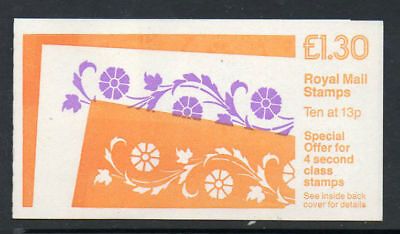 £1.30
Royal Mail
Stamps
Ten at 13p
Special
Offer for
4 second
class
stamps
See inside back
cover for details